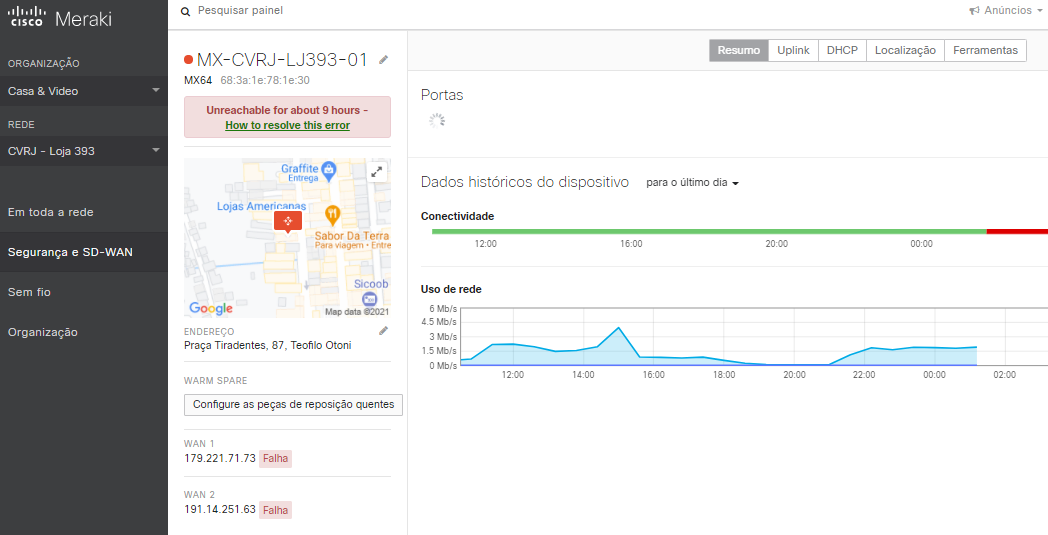 cisco Meraki
Pesquisar painel
Anúncios
ORGANIZAÇÃO
Casa & Video
REDE
CVRJ - Loja 393
Em toda a rede
Segurança e SD-WAN
Sem fio
Organização
MX-CVRJ-LJ393-01
MX64 68:3a:1e:78:1e:30
Unreachable for about 9 hours -
How to resolve this error
Graffite
Entrega
Lojas Americanas
Sabor Da Terra
Para viagem · Entre
Sicoob
Google
Map data ©2021
ENDEREÇO
Praça Tiradentes, 87, Teofilo Otoni
WARM SPARE
Configure as peças de reposição quentes
WAN 1
179.221.71.73 Falha
WAN 2
191.14.251.63 Falha
Resumo Uplink DHCP Localização Ferramentas
Portas
Dados históricos do dispositivo para o último dia
Conectividade
12:00 16:00 20:00 00:00
Uso de rede
6 Mb/s
4.5 Mb/s
3 Mb/s
1.5 Mb/s
0 Mb/s
12:00 14:00 16:00 18:00 20:00 22:00 00:00 02:00